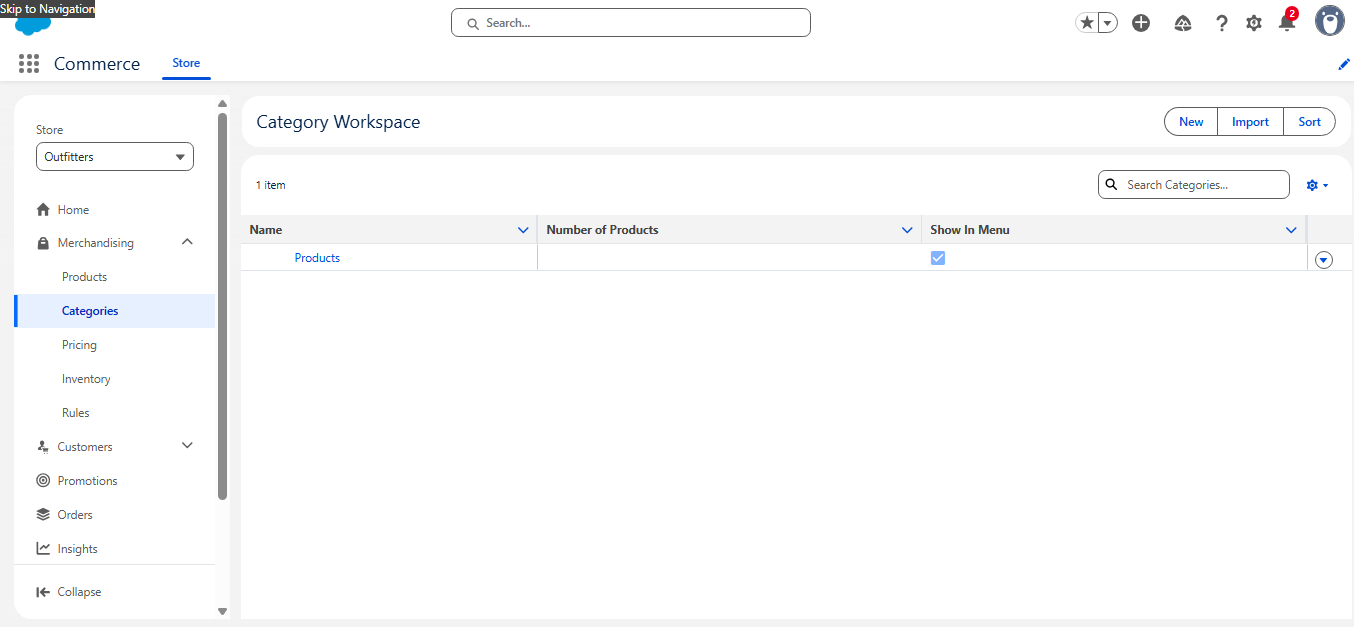 Skip to Navigation
Search...
2
Commerce
Store
Store
Outfitters
Home
Merchandising
Products
Categories
Pricing
Inventory
Rules
Customers
Promotions
Orders
Insights
Collapse
Category Workspace
New
Import
Sort
1 item
Search Categories...
Name
Number of Products
Show In Menu
Products